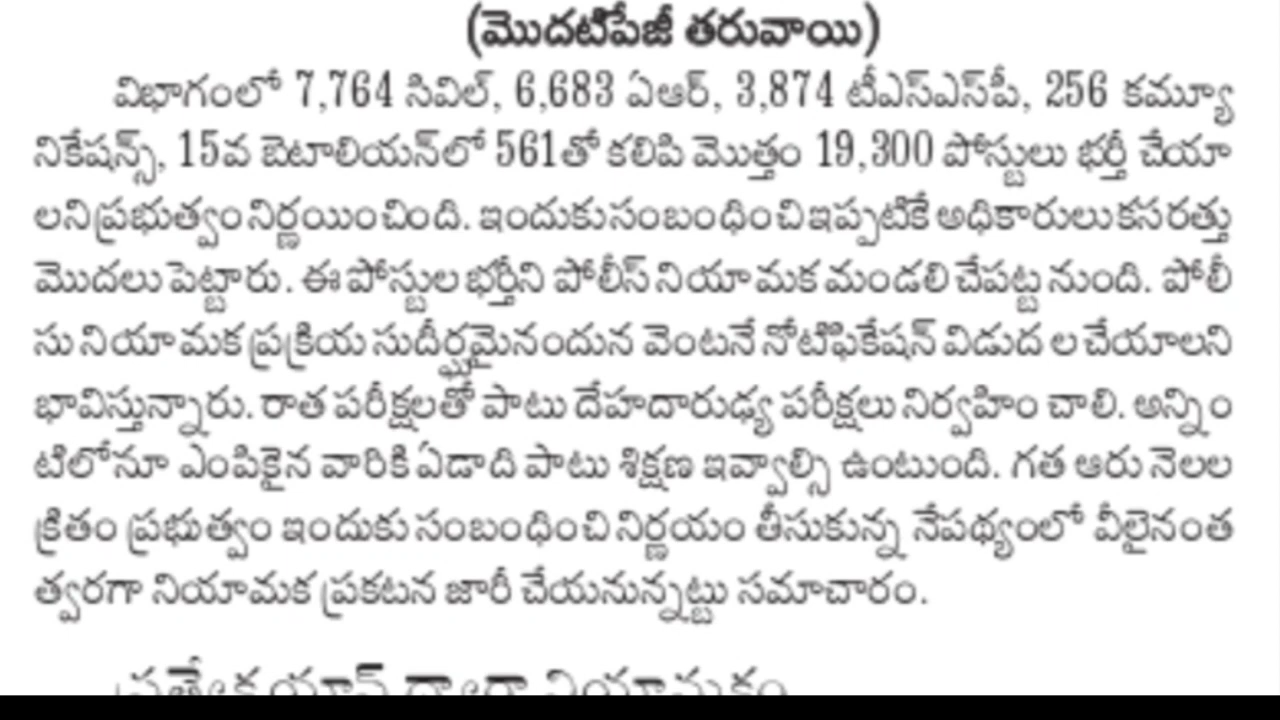 (మొదటిపేజీ తరువాయి)
విభాగంలో 7,764 సివిల్, 6,683 ఏఆర్, 3,874 టీఎస్ఎస్‌పీ, 256 కమ్యూ
నికేషన్స్, 15వ బెటాలియన్‌లో 561తో కలిపి మొత్తం 19,300 పోస్టులు భర్తీ చేయా
లని ప్రభుత్వం నిర్ణయించింది. ఇందుకు సంబంధించి ఇప్పటికే అధికారులు కసరత్తు
మొదలు పెట్టారు. ఈ పోస్టుల భర్తీని పోలీస్ నియామక మండలి చేపట్ట నుంది. పోలీ
సు నియామక ప్రక్రియ సుదీర్ఘమైనందున వెంటనే నోటిఫికేషన్ విడుద ల చేయాలని
భావిస్తున్నారు. రాత పరీక్షలతో పాటు దేహదారుఢ్య పరీక్షలు నిర్వహిం చాలి. అన్నిం
టిలోనూ ఎంపికైన వారికి ఏడాది పాటు శిక్షణ ఇవ్వాల్సి ఉంటుంది. గత ఆరు నెలల
క్రితం ప్రభుత్వం ఇందుకు సంబంధించి నిర్ణయం తీసుకున్న నేపథ్యంలో వీలైనంత
త్వరగా నియామక ప్రకటన జారీ చేయనున్నట్టు సమాచారం.